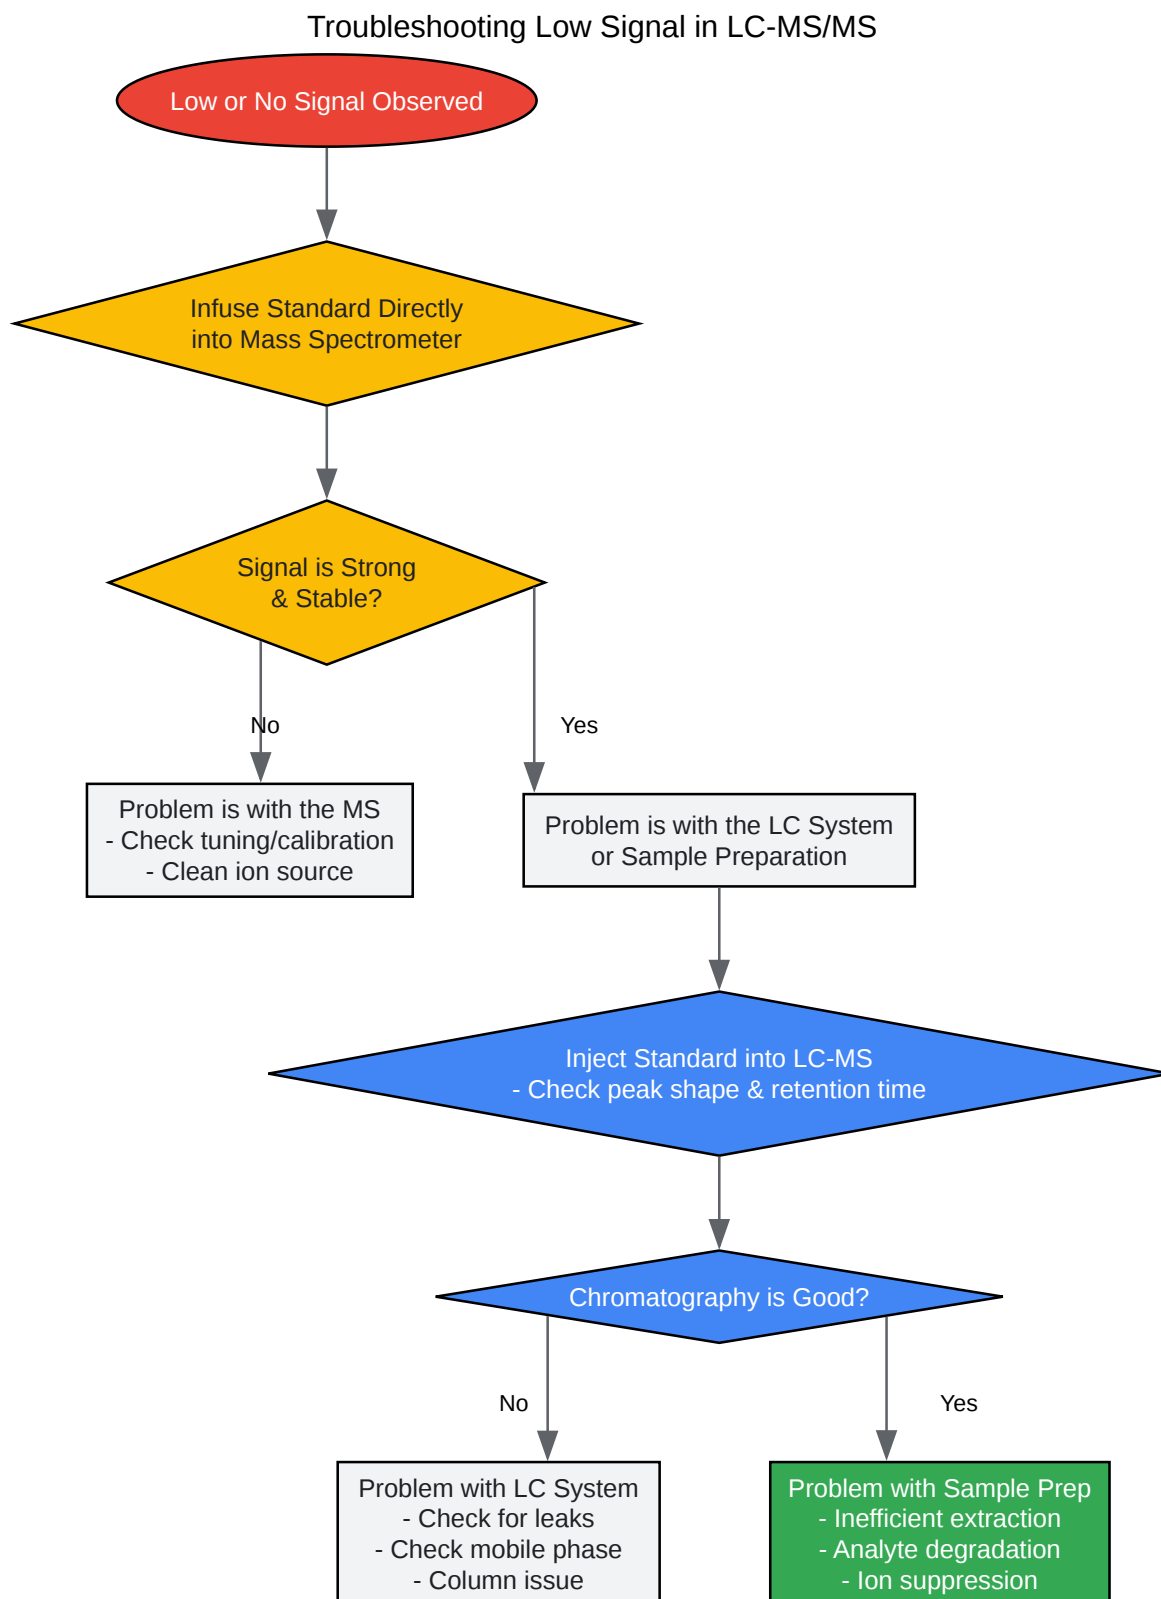 Troubleshooting Low Signal in LC-MS/MS
Low or No Signal Observed
Infuse Standard Directly
into Mass Spectrometer
Signal is Strong
& Stable?
No
Yes
Problem is with the MS
- Check tuning/calibration
- Clean ion source
Problem is with the LC System
or Sample Preparation
Inject Standard into LC-MS
- Check peak shape & retention time
Chromatography is Good?
No
Yes
Problem with LC System
- Check for leaks
- Check mobile phase
- Column issue
Problem with Sample Prep
- Inefficient extraction
- Analyte degradation
- Ion suppression